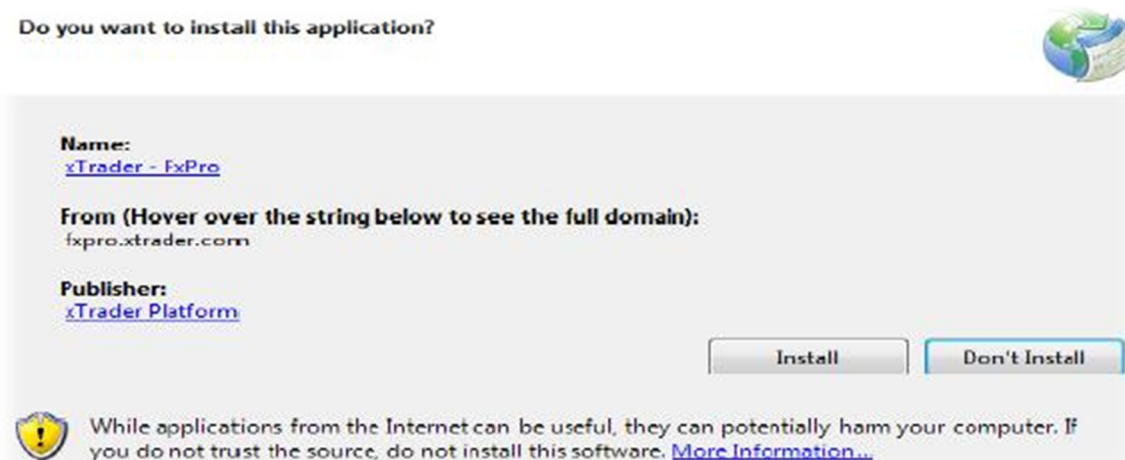 Do you want to install this application?
Name:
xTrader - FxPro
From (Hover over the string below to see the full domain):
fxpro.xtrader.com
Publisher:
xTrader Platform
Install
Don't Install
While applications from the Internet can be useful, they can potentially harm your computer. If
you do not trust the source, do not install this software. More Information...